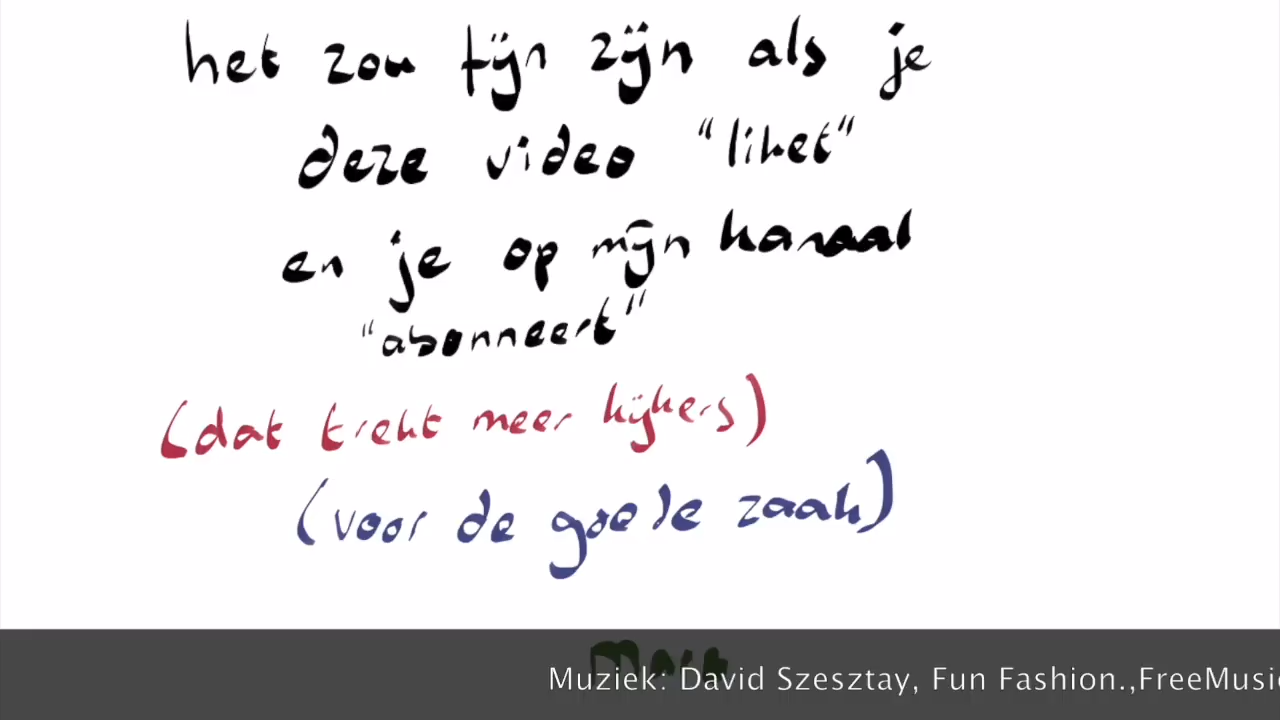 het zou fijn zijn als je
deze video "liket"
en je op mijn kanaal
"abonneert"
(dat trekt meer kijkers)
(voor de goede zaak)
Muziek: David Szesztay, Fun Fashion.,FreeMusi